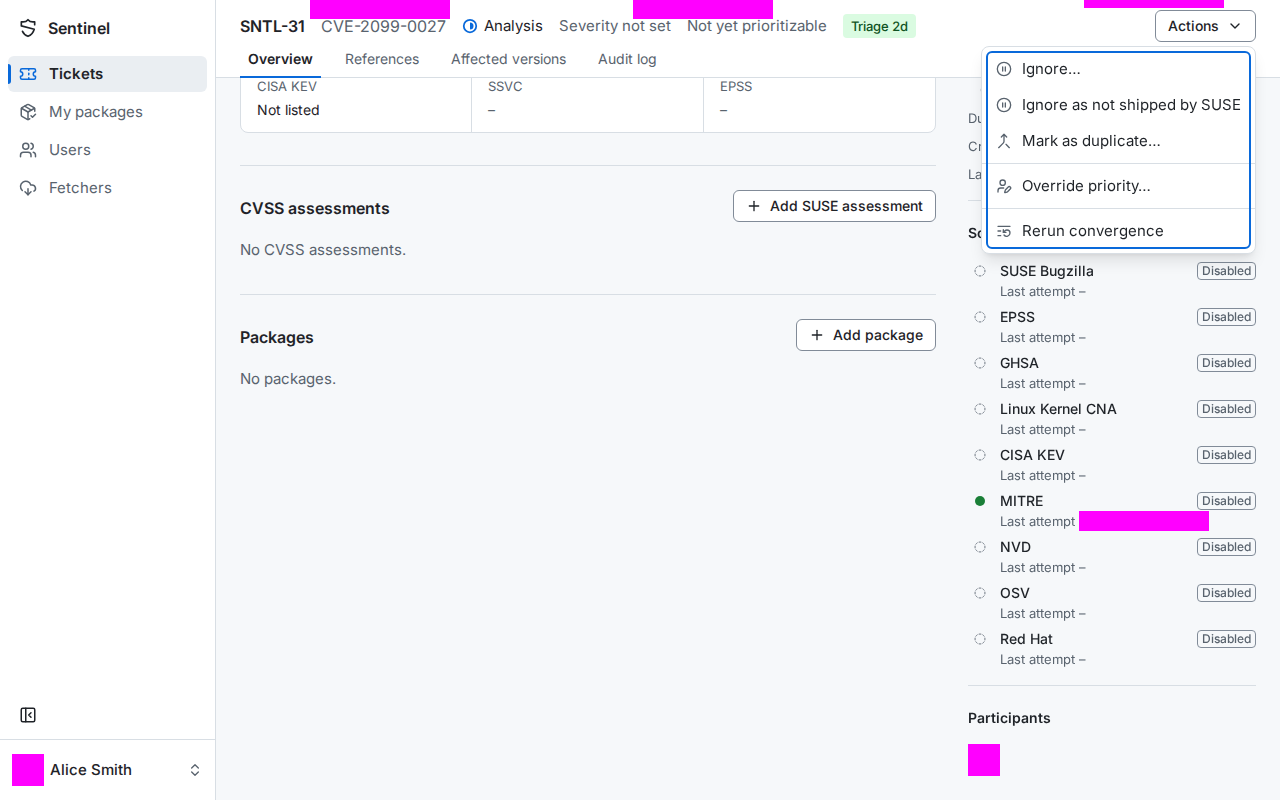 Sentinel
Tickets
My packages
Users
Fetchers
Alice Smith
SNTL-31 CVE-2099-0027 Analysis Severity not set Not yet prioritizable Triage 2d
Actions
Overview References Affected versions Audit log
Ignore...
Ignore as not shipped by SUSE
Mark as duplicate...
Override priority...
Rerun convergence
CISA KEV
Not listed
SSVC
–
EPSS
–
CVSS assessments
Add SUSE assessment
No CVSS assessments.
Packages
Add package
No packages.
SUSE Bugzilla Disabled
Last attempt –
EPSS Disabled
Last attempt –
GHSA Disabled
Last attempt –
Linux Kernel CNA Disabled
Last attempt –
CISA KEV Disabled
Last attempt –
MITRE Disabled
Last attempt
NVD Disabled
Last attempt –
OSV Disabled
Last attempt –
Red Hat Disabled
Last attempt –
Participants